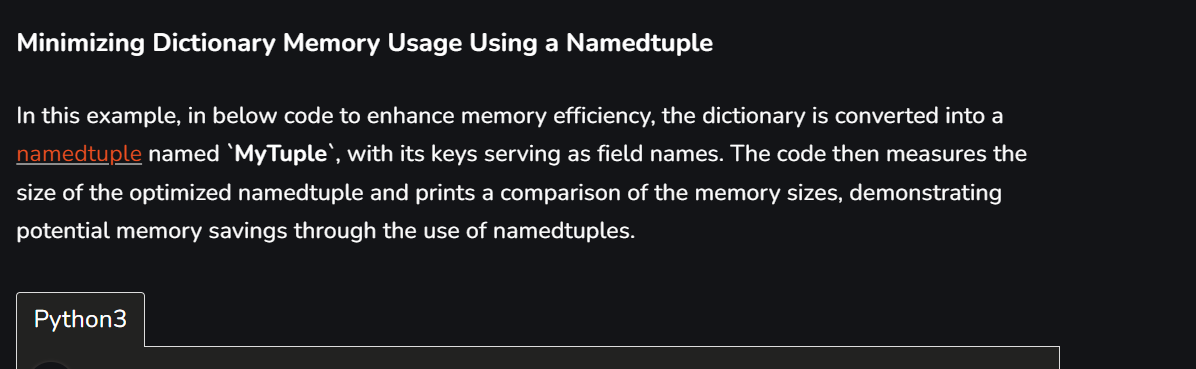 Minimizing Dictionary Memory Usage Using a Namedtuple
In this example, in below code to enhance memory efficiency, the dictionary is converted into a
namedtuple named `MyTuple`, with its keys serving as field names. The code then measures the
size of the optimized namedtuple and prints a comparison of the memory sizes, demonstrating
potential memory savings through the use of namedtuples.
Python3